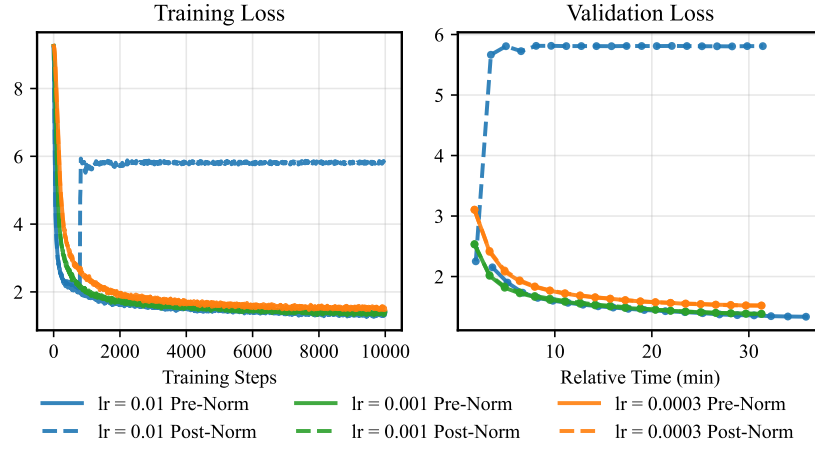 Training Loss
Validation Loss
8
6
4
2
0
2000
4000
6000
8000
10000
Training Steps
6
5
4
3
2
10
20
30
Relative Time (min)
lr = 0.01 Pre-Norm
lr = 0.001 Pre-Norm
lr = 0.0003 Pre-Norm
lr = 0.01 Post-Norm
lr = 0.001 Post-Norm
lr = 0.0003 Post-Norm